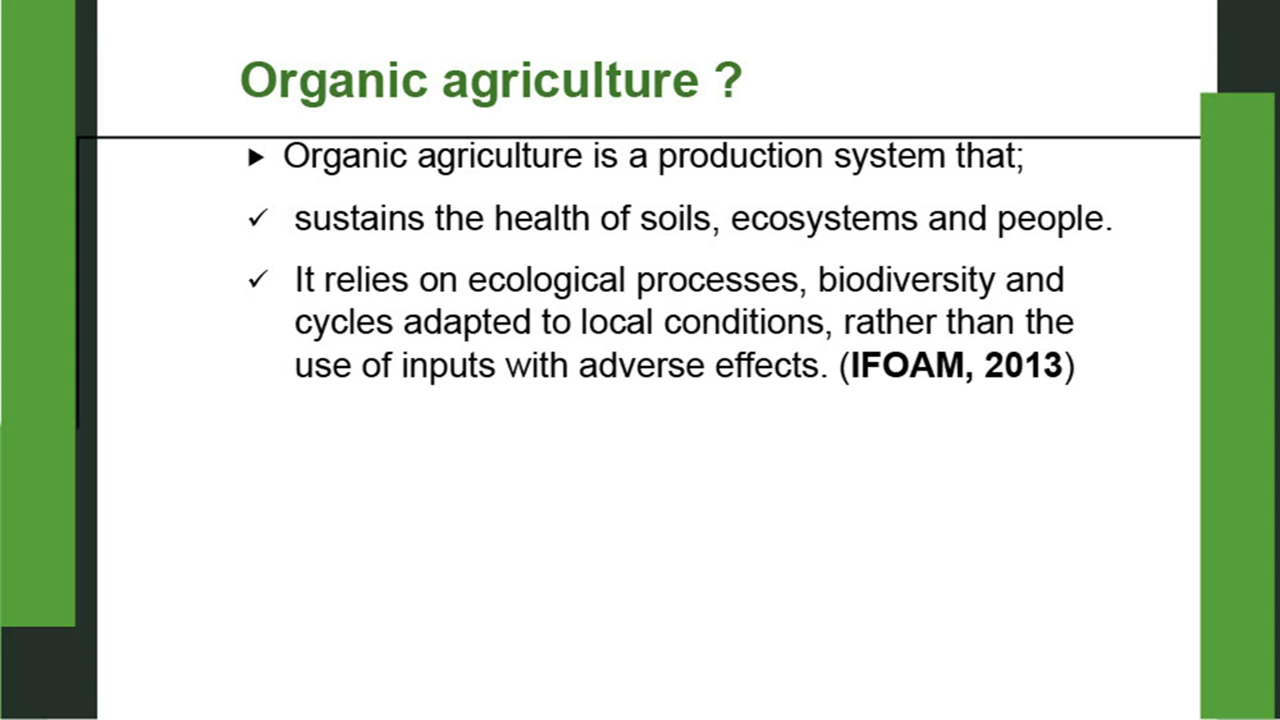 Organic agriculture ?
▶ Organic agriculture is a production system that;
✓ sustains the health of soils, ecosystems and people.
✓ It relies on ecological processes, biodiversity and
cycles adapted to local conditions, rather than the
use of inputs with adverse effects. (IFOAM, 2013)